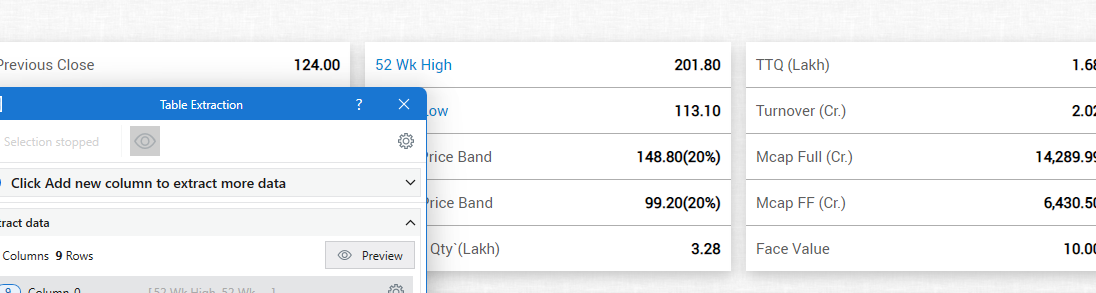 Previous Close 124.00
52 Wk High 201.80
TTQ (Lakh) 1.68
Low 113.10
Turnover (Cr.) 2.02
Price Band 148.80(20%)
Mcap Full (Cr.) 14,289.99
Price Band 99.20(20%)
Mcap FF (Cr.) 6,430.50
Qty`(Lakh) 3.28
Face Value 10.00
Table Extraction ?
Selection stopped
Click Add new column to extract more data
tract data
Columns 9 Rows
Preview
9 Column-0 [ 52 Wk High, 52 Wk ... ]